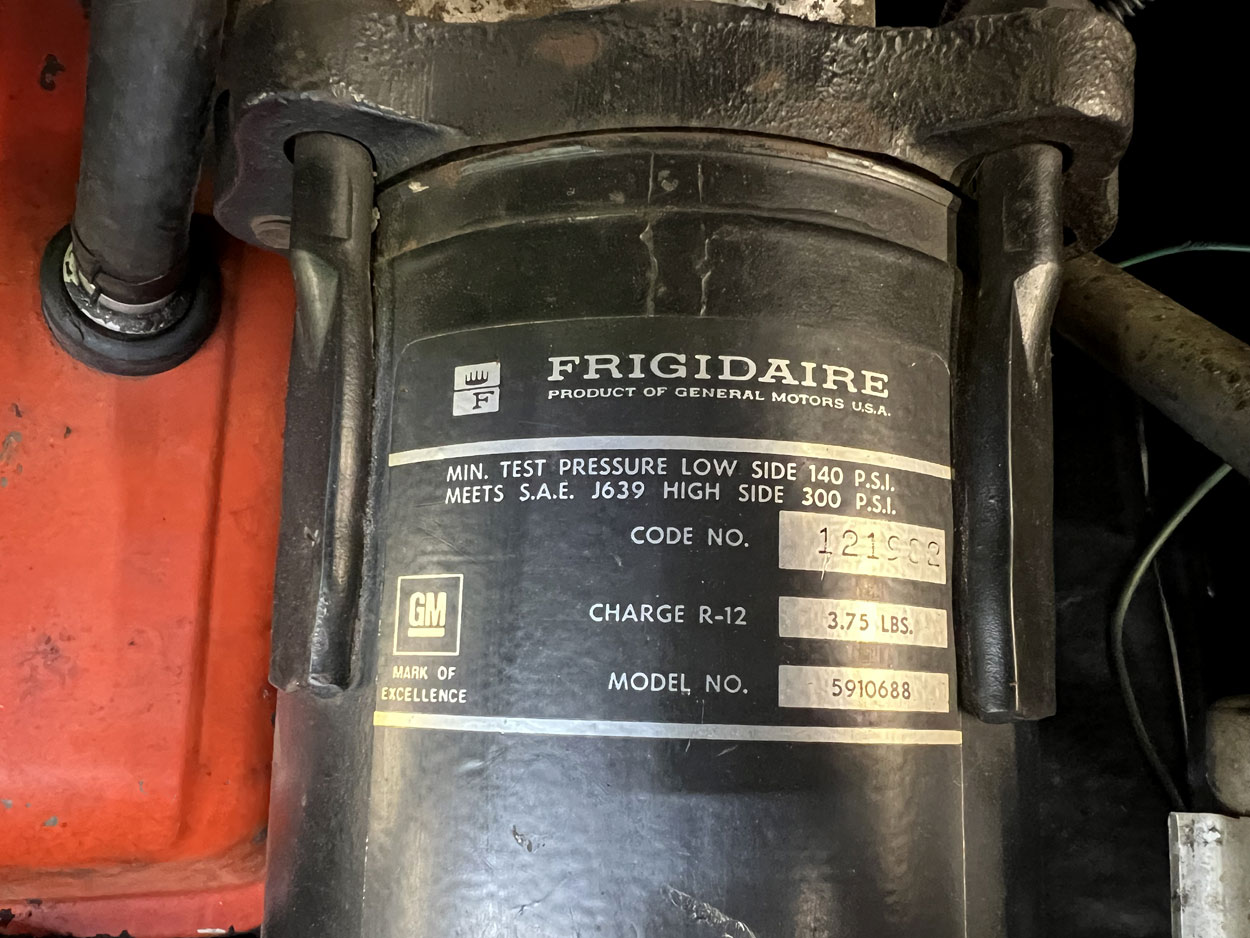 F
FRIGIDAIRE
PRODUCT OF GENERAL MOTORS U.S.A.
MIN. TEST PRESSURE LOW SIDE 140 P.S.I.
MEETS S.A.E. J639 HIGH SIDE 300 P.S.I.
CODE NO.
CHARGE R-12 3.75 LBS.
GM
MARK OF
EXCELLENCE
MODEL NO. 5910688